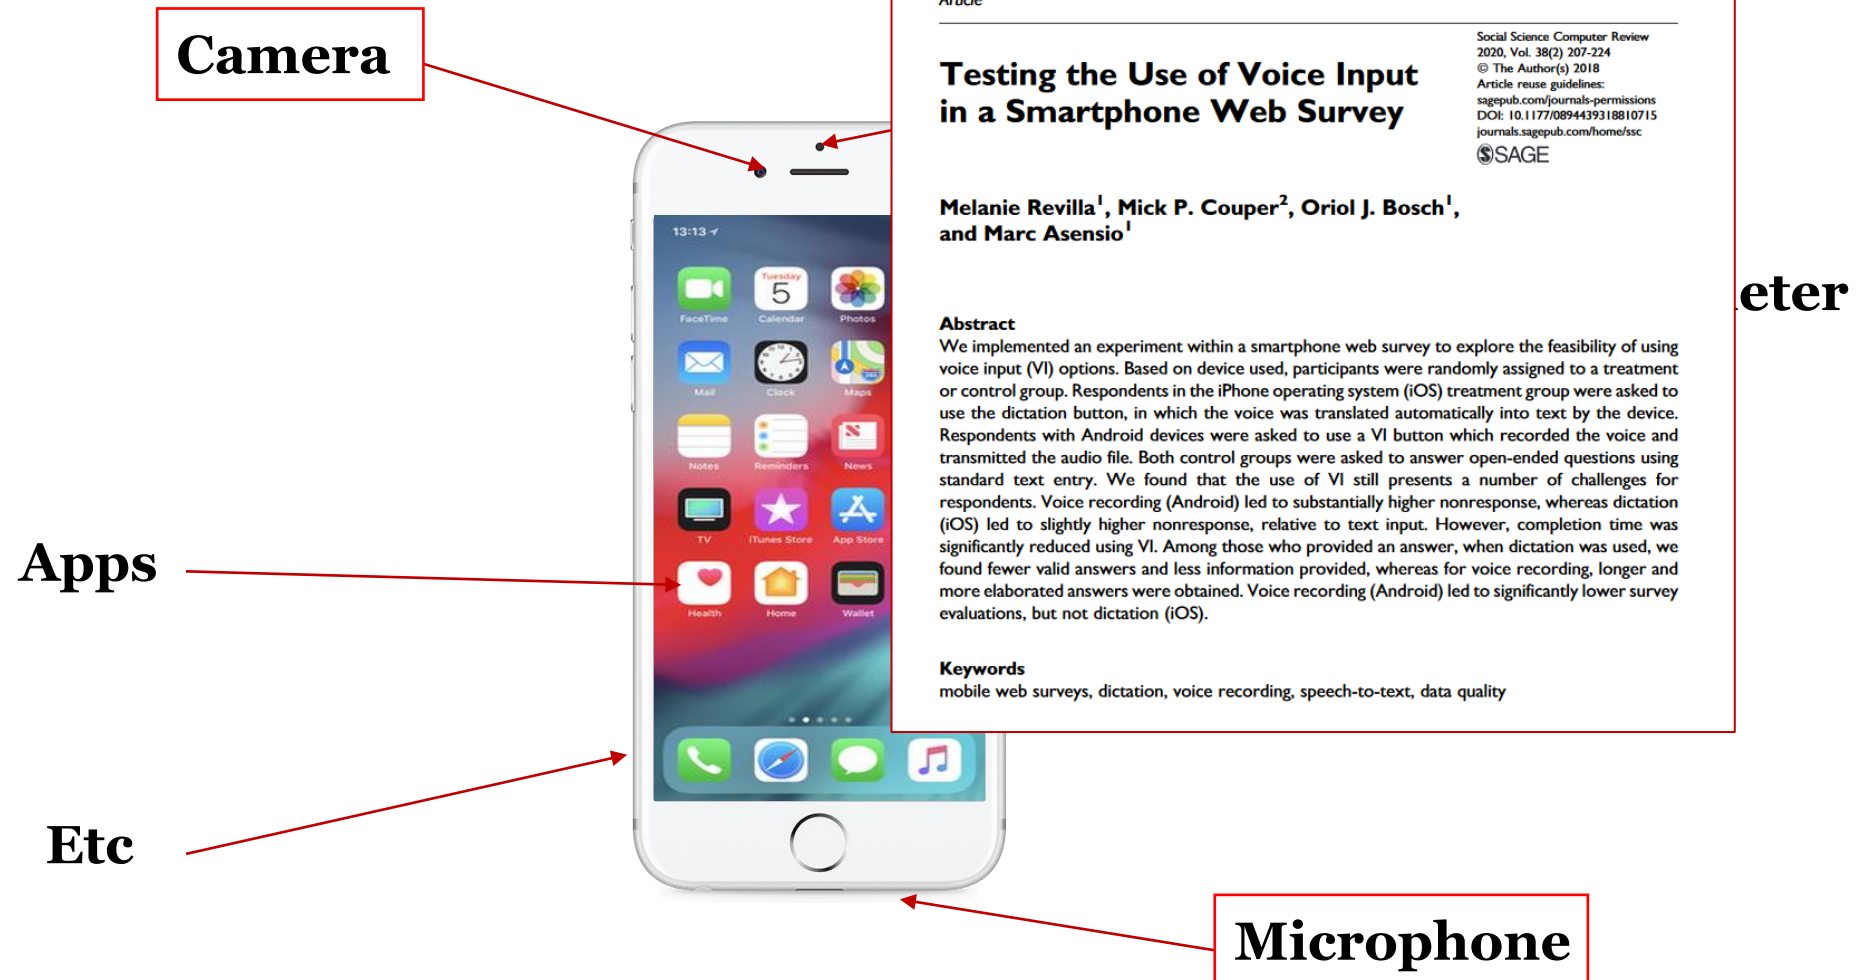 Camera
Article
Social Science Computer Review
2020, Vol. 38(2) 207-224
© The Author(s) 2018
Article reuse guidelines:
sagepub.com/journals-permissions
DOI: 10.1177/0894439318810715
journals.sagepub.com/home/ssc
SAGE
Testing the Use of Voice Input
in a Smartphone Web Survey
Melanie Revilla1, Mick P. Couper2, Oriol J. Bosch1,
and Marc Asensio1
Abstract
We implemented an experiment within a smartphone web survey to explore the feasibility of using
voice input (VI) options. Based on device used, participants were randomly assigned to a treatment
or control group. Respondents in the iPhone operating system (iOS) treatment group were asked to
use the dictation button, in which the voice was translated automatically into text by the device.
Respondents with Android devices were asked to use a VI button which recorded the voice and
transmitted the audio file. Both control groups were asked to answer open-ended questions using
standard text entry. We found that the use of VI still presents a number of challenges for
respondents. Voice recording (Android) led to substantially higher nonresponse, whereas dictation
(iOS) led to slightly higher nonresponse, relative to text input. However, completion time was
significantly reduced using VI. Among those who provided an answer, when dictation was used, we
found fewer valid answers and less information provided, whereas for voice recording, longer and
more elaborated answers were obtained. Voice recording (Android) led to significantly lower survey
evaluations, but not dictation (iOS).
Keywords
mobile web surveys, dictation, voice recording, speech-to-text, data quality
eter
13:13
Tuesday
5
FaceTime Calendar Photos
Mail Clock Maps
Notes Reminders News
TV iTunes Store App Store
Health Home Wallet
Apps
Etc
Microphone